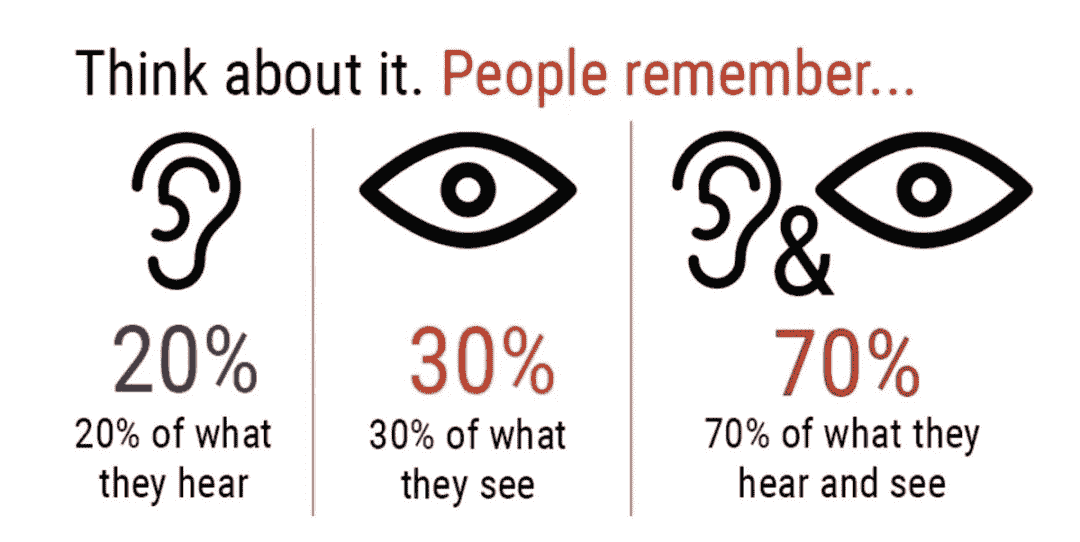 Think about it. People remember...
&
20%
30%
70%
20% of what
they hear
30% of what
they see
70% of what they
hear and see